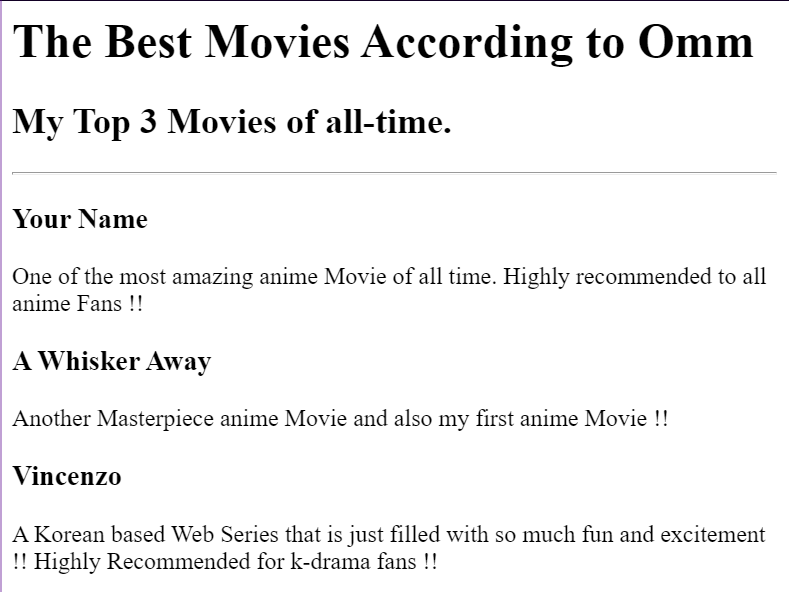 The Best Movies According to Omm
My Top 3 Movies of all-time.
Your Name
One of the most amazing anime Movie of all time. Highly recommended to all
anime Fans !!
A Whisker Away
Another Masterpiece anime Movie and also my first anime Movie !!
Vincenzo
A Korean based Web Series that is just filled with so much fun and excitement
!! Highly Recommended for k-drama fans !!